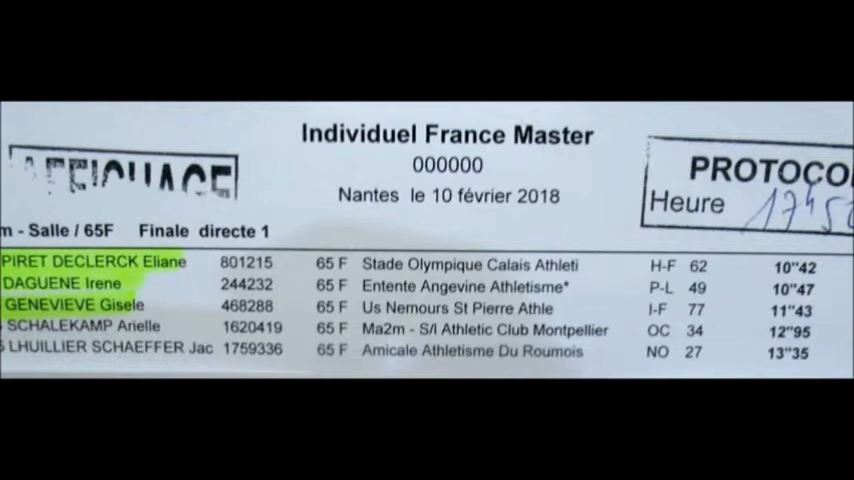 Individuel France Master
000000
Nantes le 10 février 2018
AFFICHAGE
PROTOCOL
Heure 17h50
m - Salle / 65F Finale directe 1
PIRET DECLERCK Eliane 801215 65 F Stade Olympique Calais Athleti H-F 62 10"42
DAGUENE Irene 244232 65 F Entente Angevine Athletisme* P-L 49 10"47
GENEVIEVE Gisele 468288 65 F Us Nemours St Pierre Athle I-F 77 11"43
SCHALEKAMP Arielle 1620419 65 F Ma2m - S/l Athletic Club Montpellier OC 34 12"95
LHUILLIER SCHAEFFER Jac 1759336 65 F Amicale Athletisme Du Roumois NO 27 13"35